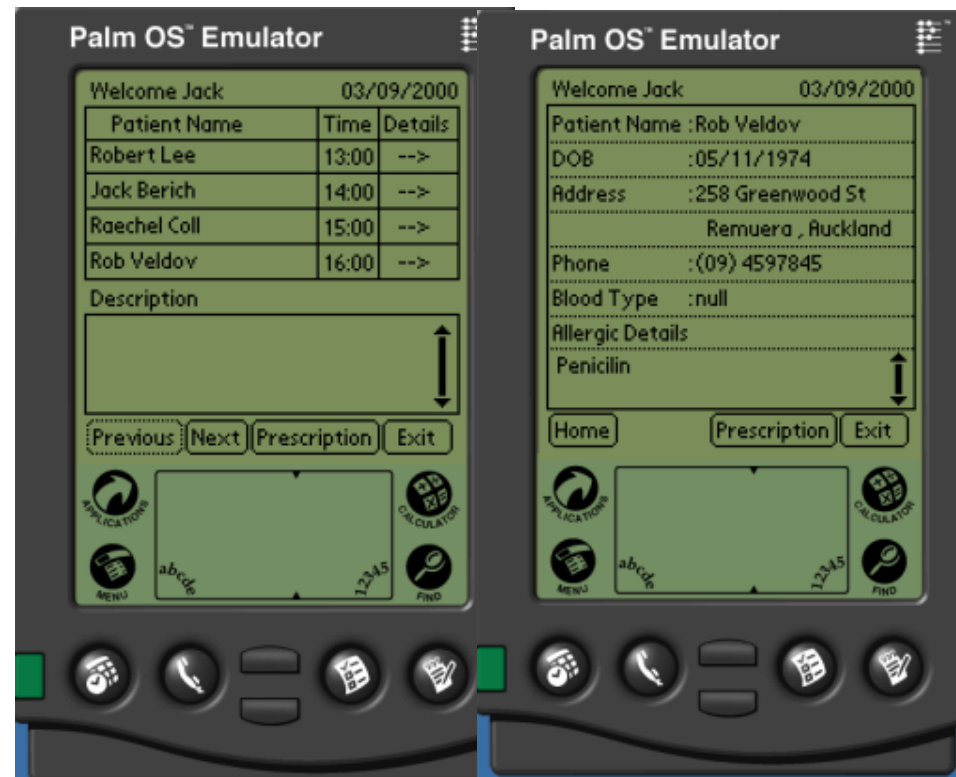 Palm OS™ Emulator
Welcome Jack 03/09/2000
Patient Name Time Details
Robert Lee 13:00 -->
Jack Berich 14:00 -->
Raechel Coll 15:00 -->
Rob Veldov 16:00 -->
Description
Previous Next Prescription Exit
APPLICATIONS CALCULATOR
MENU abcde 12345 FIND
Palm OS™ Emulator
Welcome Jack 03/09/2000
Patient Name :Rob Veldov
DOB :05/11/1974
Address :258 Greenwood St
Remuera , Auckland
Phone :(09) 4597845
Blood Type :null
Allergic Details
Penicilin
Home Prescription Exit
APPLICATIONS CALCULATOR
MENU abcde 12345 FIND